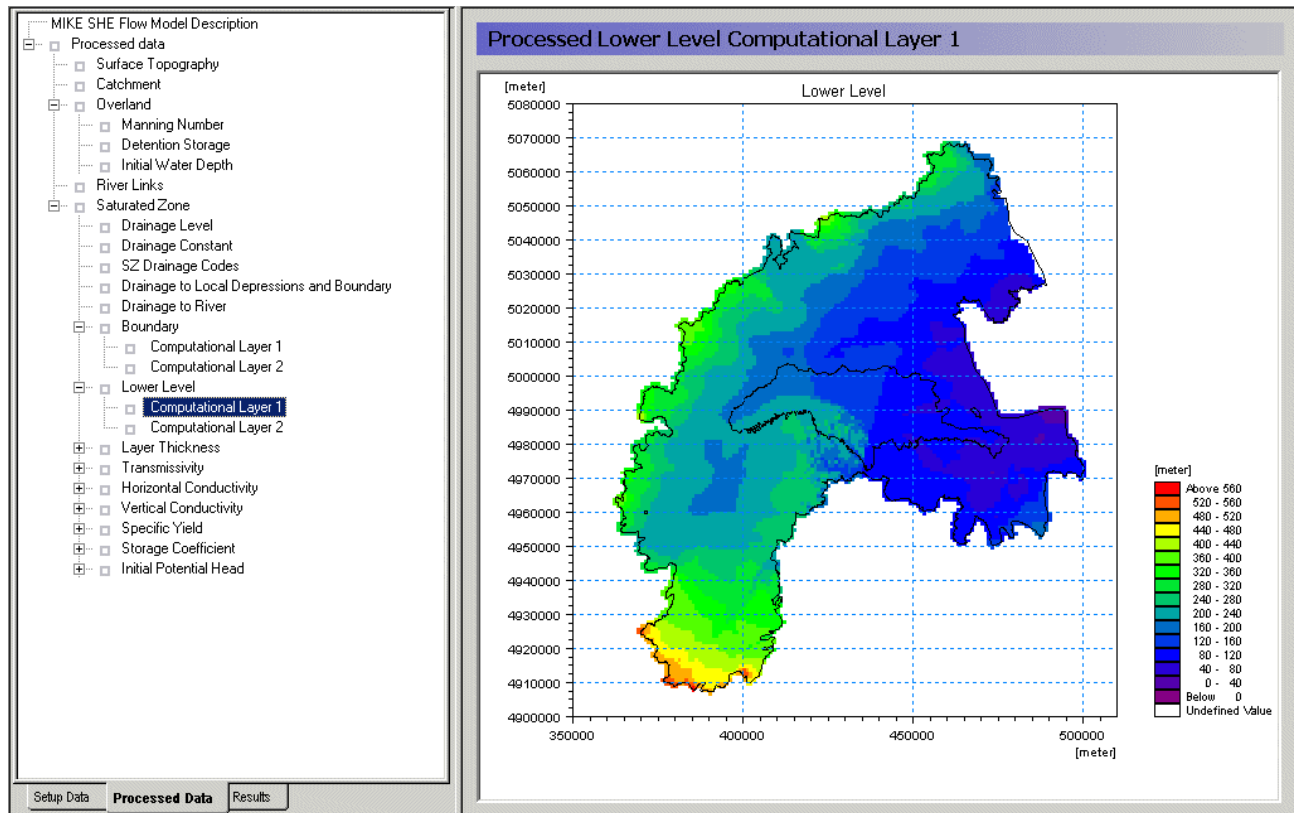 MIKE SHE Flow Model Description
Processed data
Surface Topography
Catchment
Overland
Manning Number
Detention Storage
Initial Water Depth
River Links
Saturated Zone
Drainage Level
Drainage Constant
SZ Drainage Codes
Drainage to Local Depressions and Boundary
Drainage to River
Boundary
Computational Layer 1
Computational Layer 2
Lower Level
Computational Layer 1
Computational Layer 2
Layer Thickness
Transmissivity
Horizontal Conductivity
Vertical Conductivity
Specific Yield
Storage Coefficient
Initial Potential Head
Setup Data Processed Data Results
Processed Lower Level Computational Layer 1
[meter]
Lower Level
5080000
5070000
5060000
5050000
5040000
5030000
5020000
5010000
5000000
4990000
4980000
4970000
4960000
4950000
4940000
4930000
4920000
4910000
4900000
350000 400000 450000 500000
[meter]
[meter]
Above 560
520 - 560
480 - 520
440 - 480
400 - 440
360 - 400
320 - 360
280 - 320
240 - 280
200 - 240
160 - 200
120 - 160
80 - 120
40 - 80
0 - 40
Below 0
Undefined Value